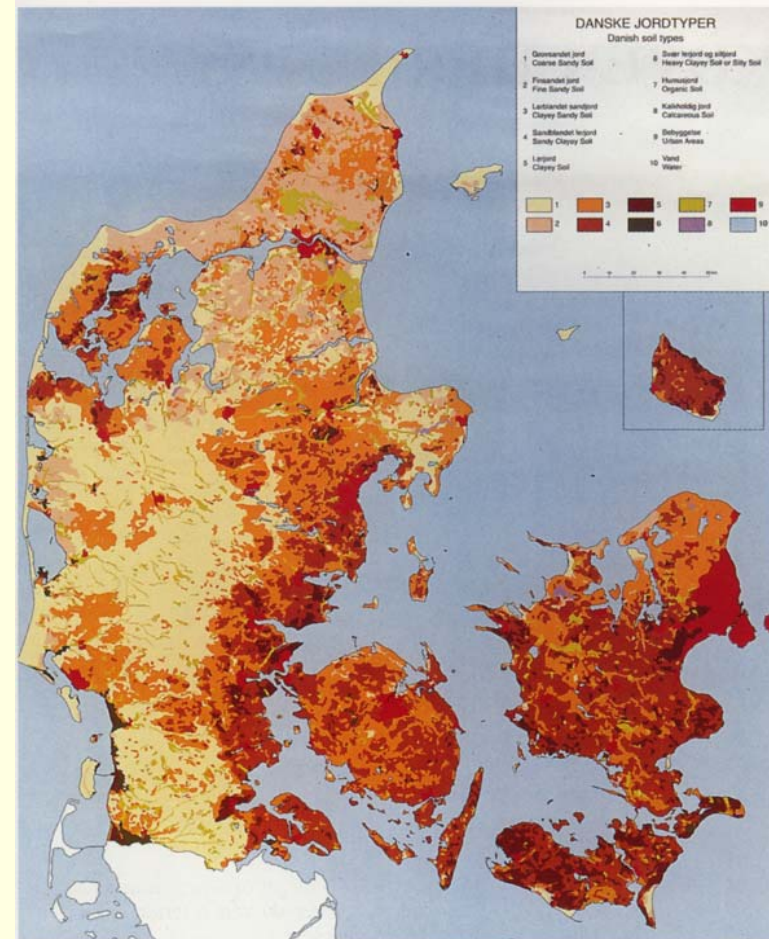 DANSKE JORDTYPER
Danish soil types
1 Grovsandet jord
Coarse Sandy Soil
2 Finsandet jord
Fine Sandy Soil
3 Lerblandet sandjord
Clayey Sandy Soil
4 Sandblandet lerjord
Sandy Clayey Soil
5 Lerjord
Clayey Soil
6 Svær lerjord og siltjord
Heavy Clayey Soil or Silty Soil
7 Humusjord
Organic Soil
8 Kalkholdig jord
Calcareous Soil
9 Bebyggelse
Urban Areas
10 Vand
Water
1 3 5 7 9
2 4 6 8 10